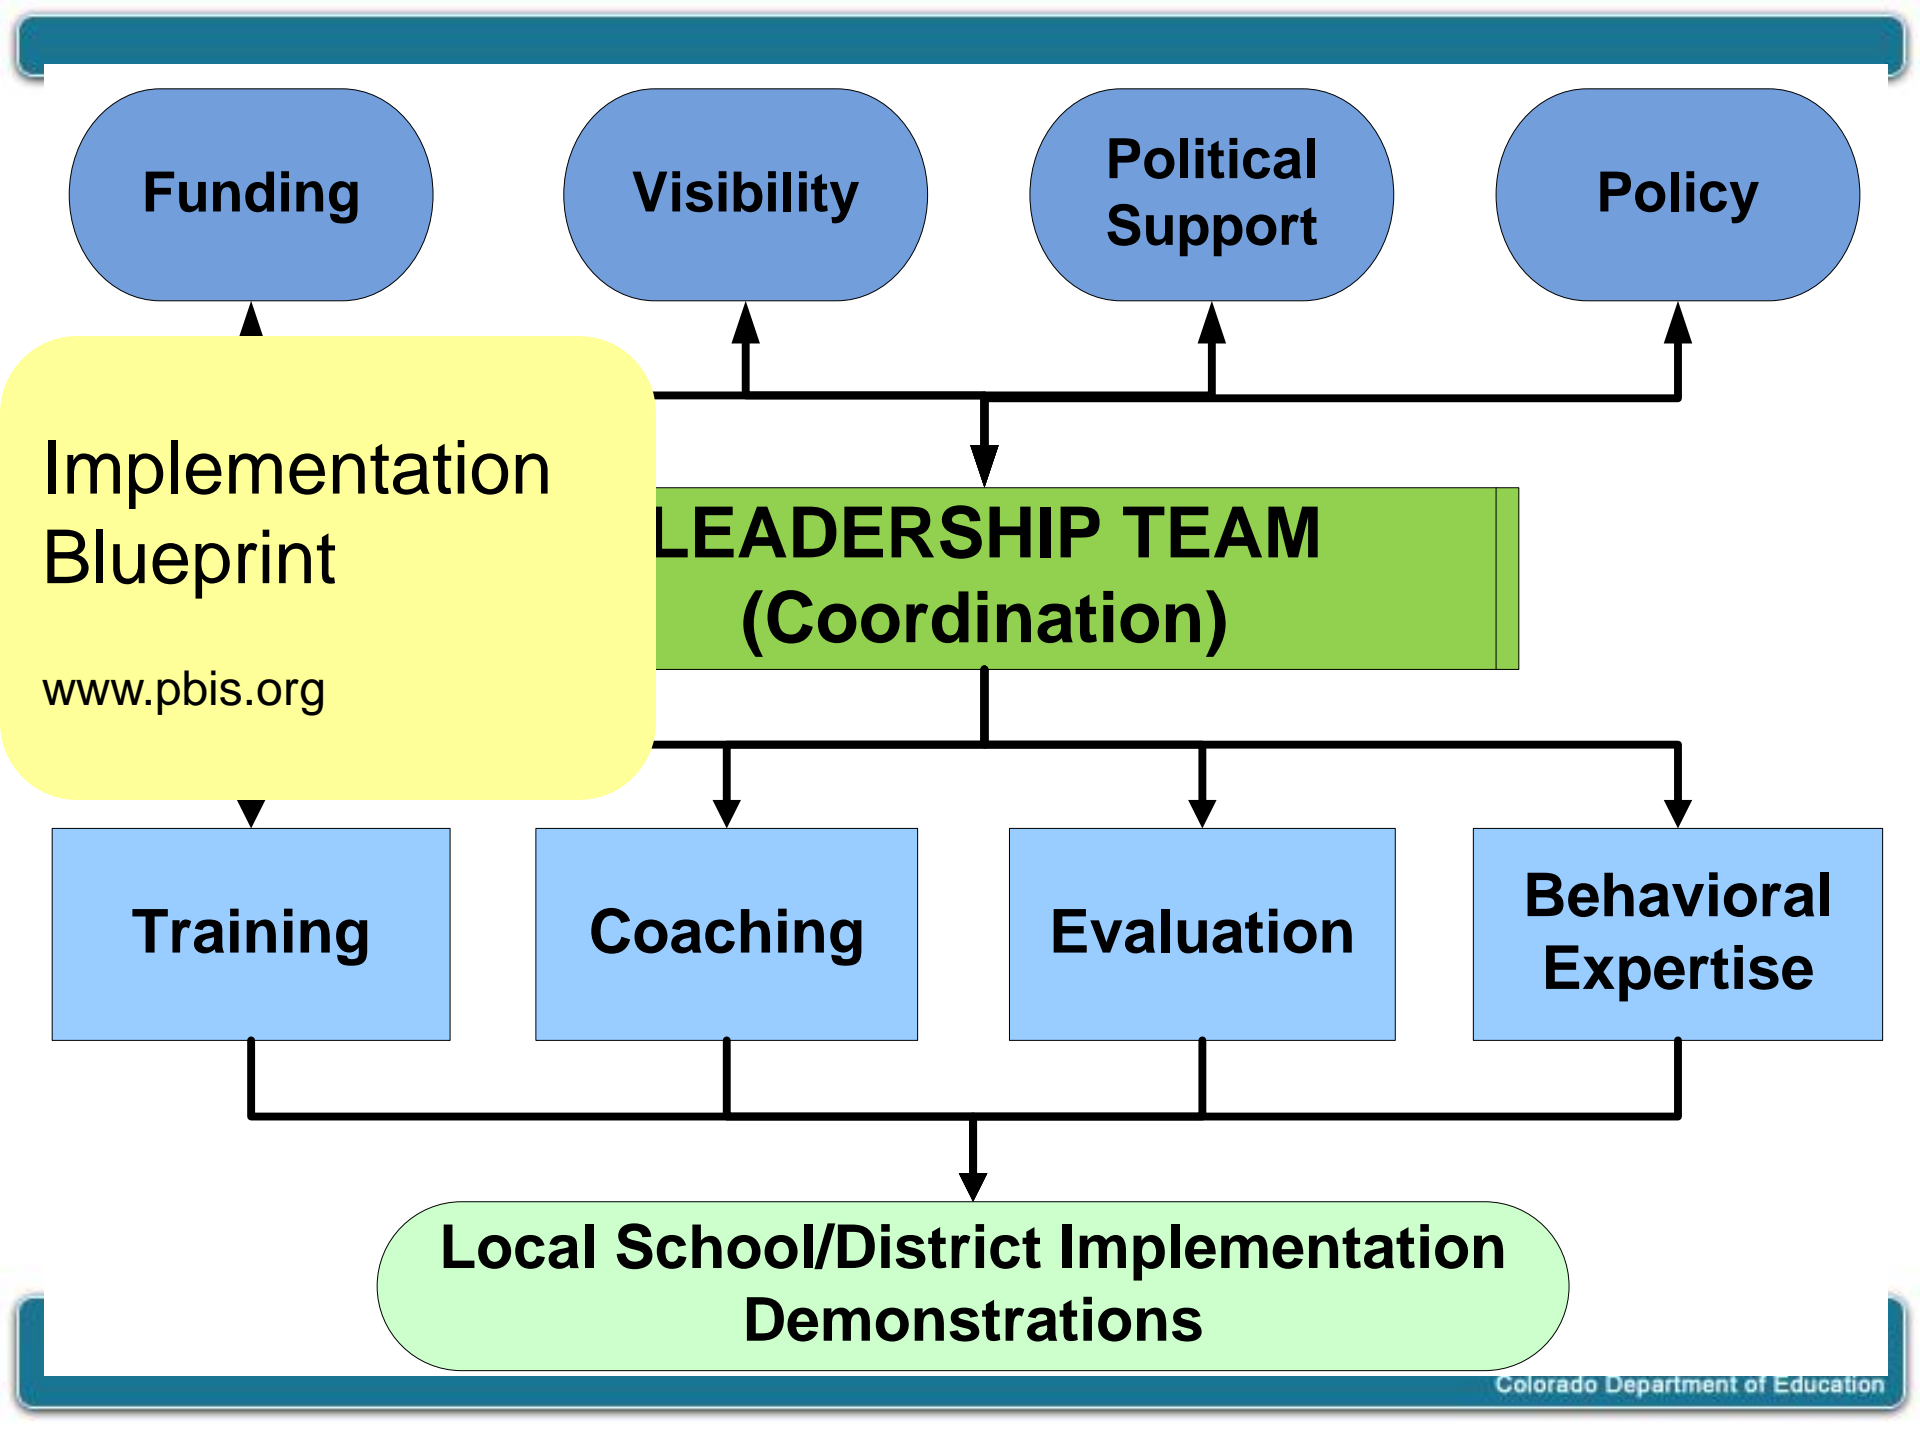 Funding
Visibility
Political
Support
Policy
Implementation
Blueprint
www.pbis.org
LEADERSHIP TEAM
(Coordination)
Training
Coaching
Evaluation
Behavioral
Expertise
Local School/District Implementation
Demonstrations
Colorado Department of Education